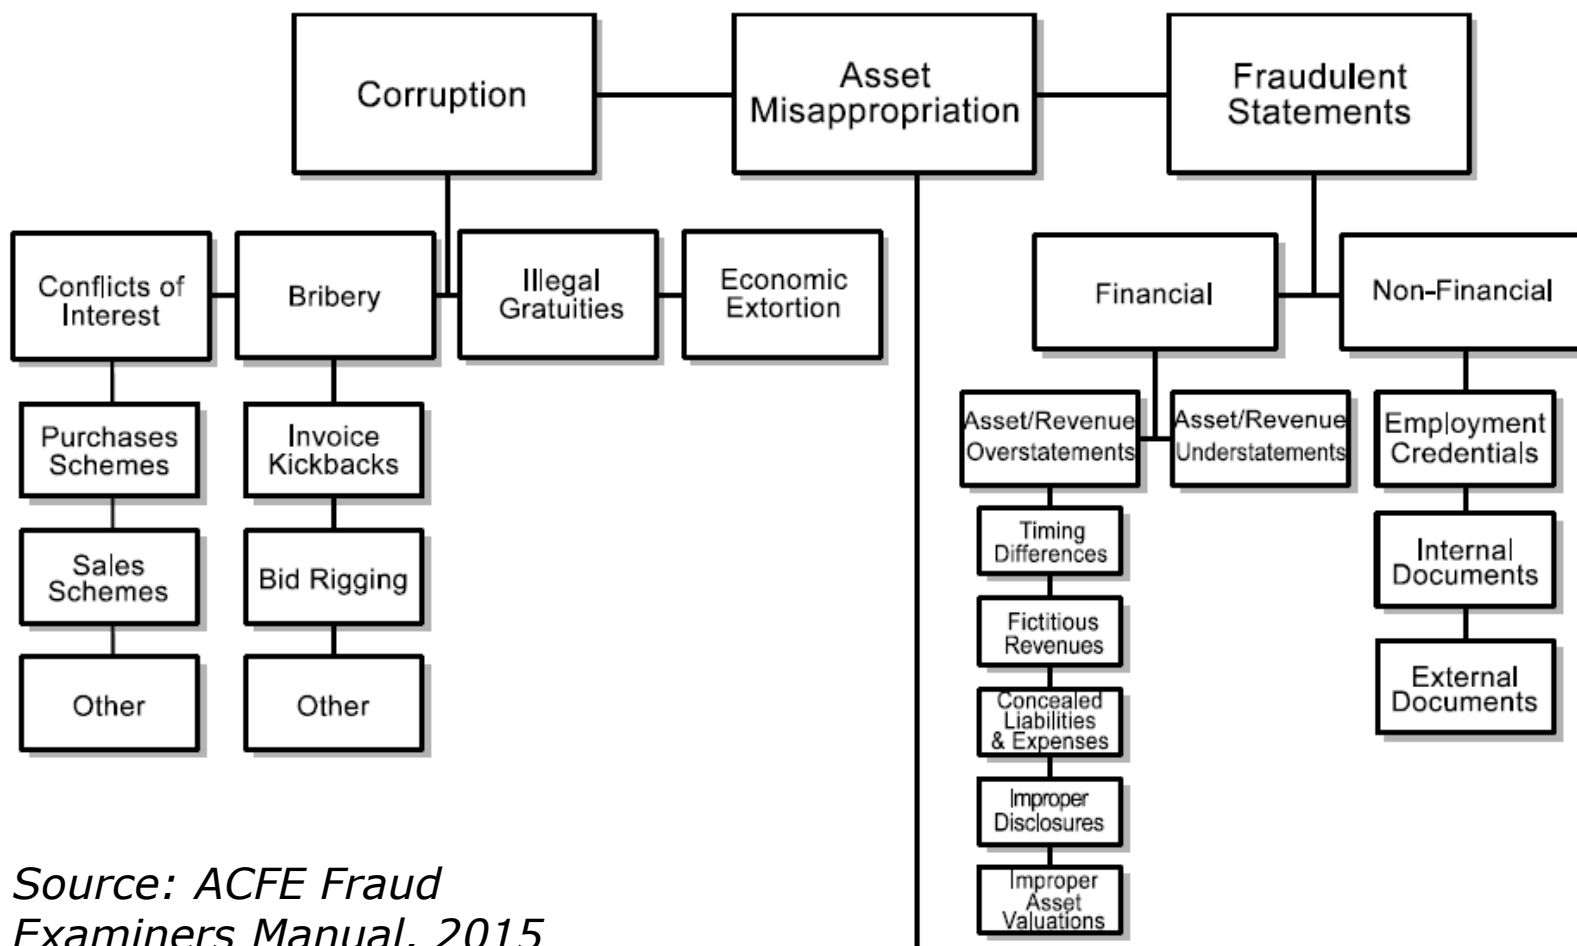 Corruption
Asset
Misappropriation
Fraudulent
Statements
Conflicts of
Interest
Bribery
Illegal
Gratuities
Economic
Extortion
Financial
Non-Financial
Purchases
Schemes
Invoice
Kickbacks
Asset/Revenue
Overstatements
Asset/Revenue
Understatements
Employment
Credentials
Sales
Schemes
Bid Rigging
Timing
Differences
Internal
Documents
Fictitious
Revenues
Other
Other
Concealed
Liabilities
& Expenses
External
Documents
Improper
Disclosures
Improper
Asset
Valuations
Source: ACFE Fraud
Examiners Manual, 2015